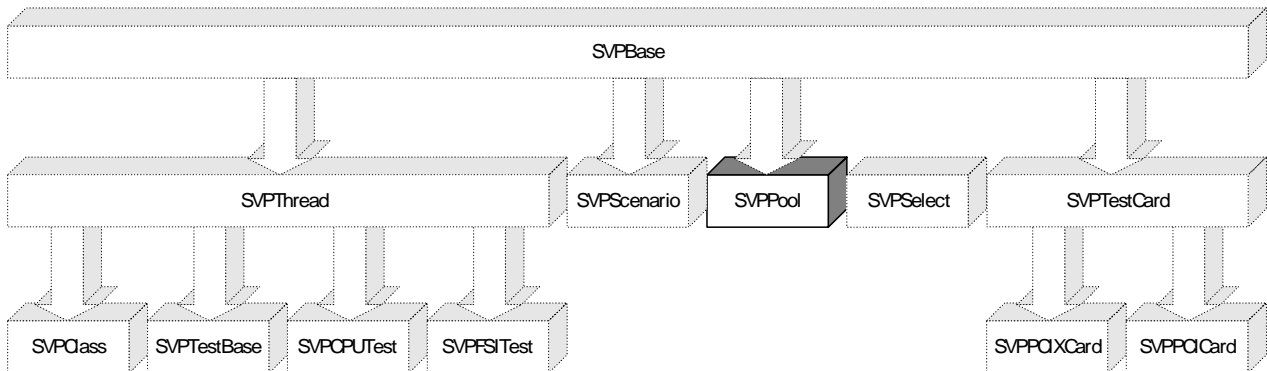 SVPBase
SVPThread
SVPScenario
SVPPool
SVPSelect
SVPTestCard
SVPClass
SVPTestBase
SVPCPUTest
SVPFSITest
SVPPCIXCard
SVPPCICard